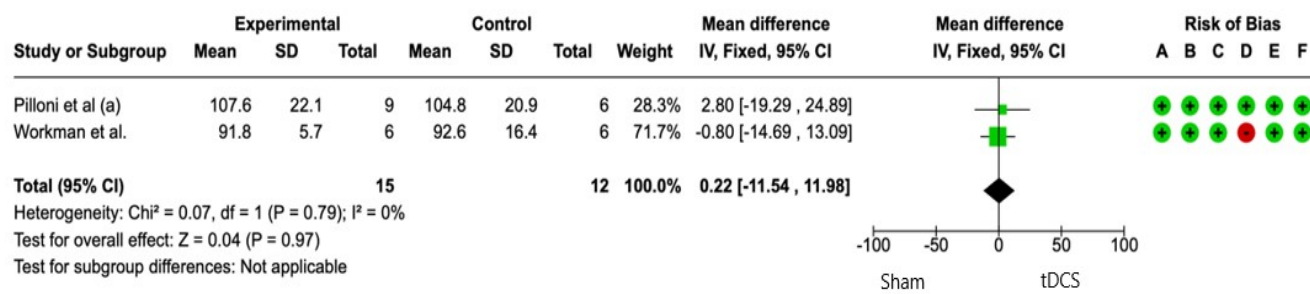 Experimental Control Mean difference Mean difference Risk of Bias
Study or Subgroup Mean SD Total Mean SD Total Weight IV, Fixed, 95% CI IV, Fixed, 95% CI A B C D E F
Pilloni et al (a) 107.6 22.1 9 104.8 20.9 6 28.3% 2.80 [-19.29 , 24.89] + + + + + +
Workman et al. 91.8 5.7 6 92.6 16.4 6 71.7% -0.80 [-14.69 , 13.09] + + + - + +
Total (95% CI) 15 12 100.0% 0.22 [-11.54 , 11.98]
Heterogeneity: Chi² = 0.07, df = 1 (P = 0.79); I² = 0%
Test for overall effect: Z = 0.04 (P = 0.97)
Test for subgroup differences: Not applicable
-100 -50 0 50 100
Sham tDCS